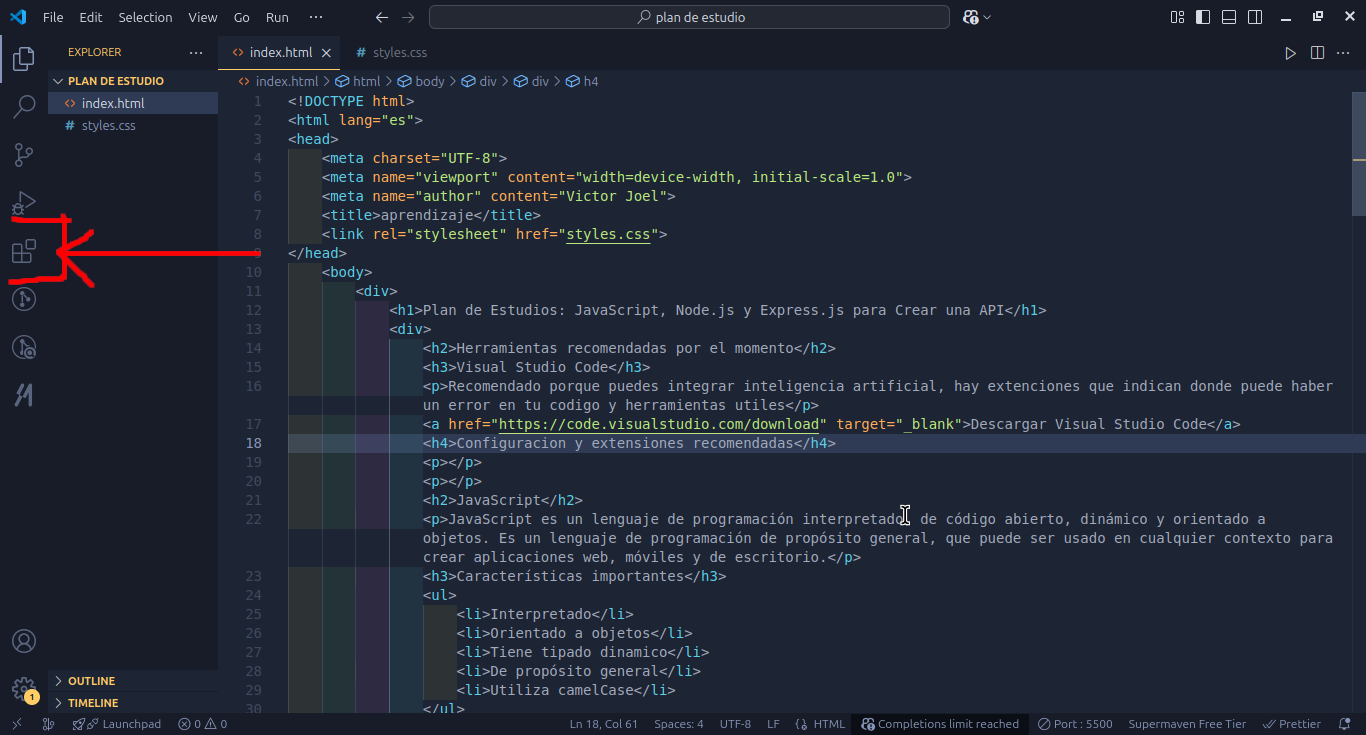 File Edit Selection View Go Run ··· plan de estudio
EXPLORER ···
PLAN DE ESTUDIO
index.html
# styles.css
OUTLINE
TIMELINE
index.html # styles.css
index.html > html > body > div > div > h4
1 <!DOCTYPE html>
2 <html lang="es">
3 <head>
4 <meta charset="UTF-8">
5 <meta name="viewport" content="width=device-width, initial-scale=1.0">
6 <meta name="author" content="Victor Joel">
7 <title>aprendizaje</title>
8 <link rel="stylesheet" href="styles.css">
9 </head>
10 <body>
11 <div>
12 <h1>Plan de Estudios: JavaScript, Node.js y Express.js para Crear una API</h1>
13 <div>
14 <h2>Herramientas recomendadas por el momento</h2>
15 <h3>Visual Studio Code</h3>
16 <p>Recomendado porque puedes integrar inteligencia artificial, hay extenciones que indican donde puede haber
un error en tu codigo y herramientas utiles</p>
17 <a href="https://code.visualstudio.com/download" target="_blank">Descargar Visual Studio Code</a>
18 <h4>Configuracion y extensiones recomendadas</h4>
19 <p></p>
20 <p></p>
21 <h2>JavaScript</h2>
22 <p>JavaScript es un lenguaje de programación interpretado, de código abierto, dinámico y orientado a
objetos. Es un lenguaje de programación de propósito general, que puede ser usado en cualquier contexto para
crear aplicaciones web, móviles y de escritorio.</p>
23 <h3>Características importantes</h3>
24 <ul>
25 <li>Interpretado</li>
26 <li>Orientado a objetos</li>
27 <li>Tiene tipado dinamico</li>
28 <li>De propósito general</li>
29 <li>Utiliza camelCase</li>
30 </ul>
1
Launchpad 0 0 Ln 18, Col 61 Spaces: 4 UTF-8 LF {} HTML Completions limit reached Port : 5500 Supermaven Free Tier Prettier